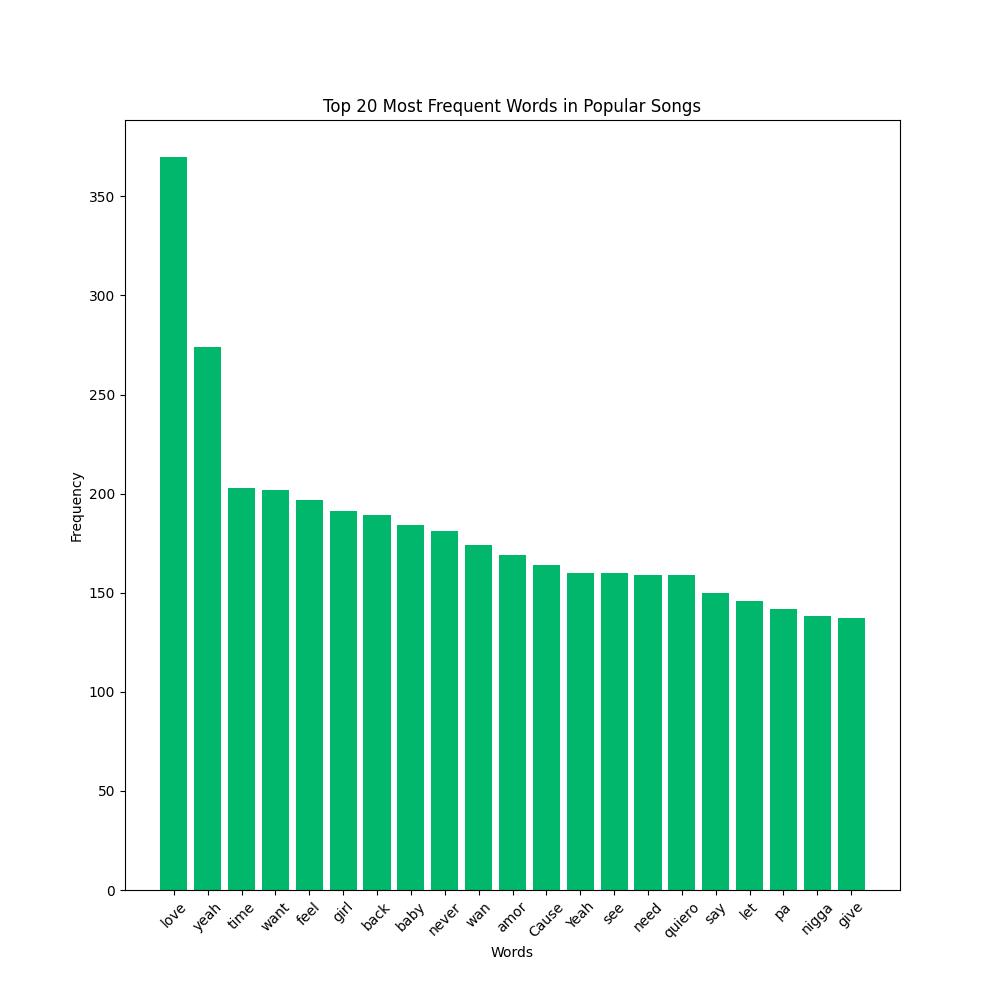 Top 20 Most Frequent Words in Popular Songs
350
300
250
200
150
100
50
0
Frequency
love
yeah
time
want
feel
girl
back
baby
never
wan
amor
Cause
Yeah
see
need
quiero
say
let
pa
nigga
give
Words